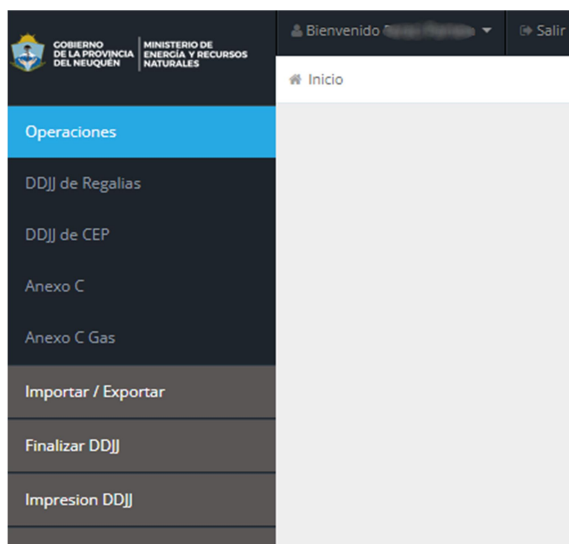 GOBIERNO
DE LA PROVINCIA
DEL NEUQUÉN
MINISTERIO DE
ENERGÍA Y RECURSOS
NATURALES
Bienvenido
Salir
Inicio
Operaciones
DDJJ de Regalias
DDJJ de CEP
Anexo C
Anexo C Gas
Importar / Exportar
Finalizar DDJJ
Impresion DDJJ